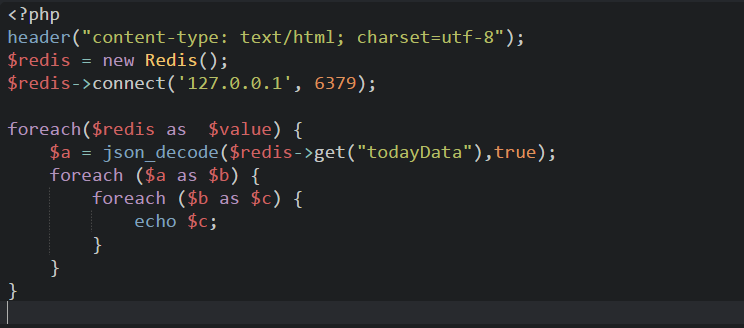 <?php
header("content-type: text/html; charset=utf-8");
$redis = new Redis();
$redis->connect('127.0.0.1', 6379);
foreach($redis as  $value) {
    $a = json_decode($redis->get("todayData"),true);
    foreach ($a as $b) {
        foreach ($b as $c) {
            echo $c;
        }
    }
}